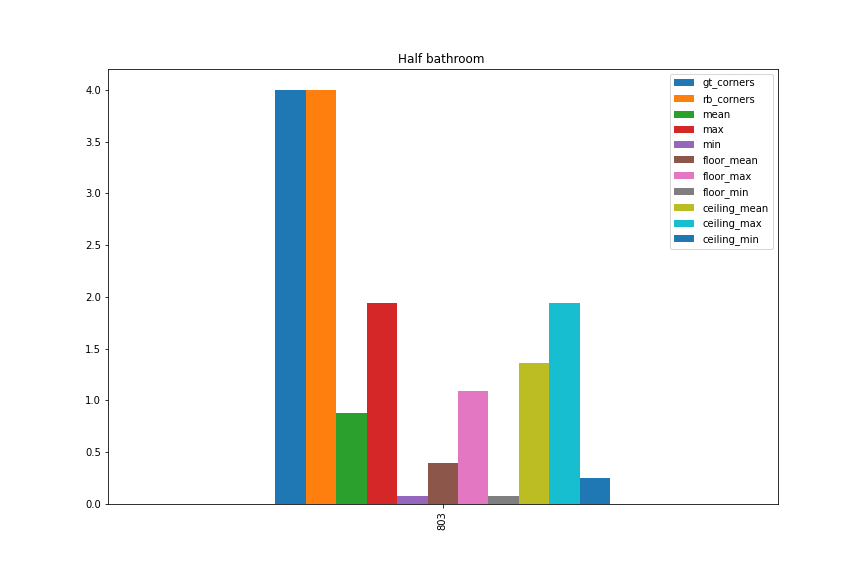 Half bathroom
gt_corners
rb_corners
mean
max
min
floor_mean
floor_max
floor_min
ceiling_mean
ceiling_max
ceiling_min
4.0
3.5
3.0
2.5
2.0
1.5
1.0
0.5
0.0
803